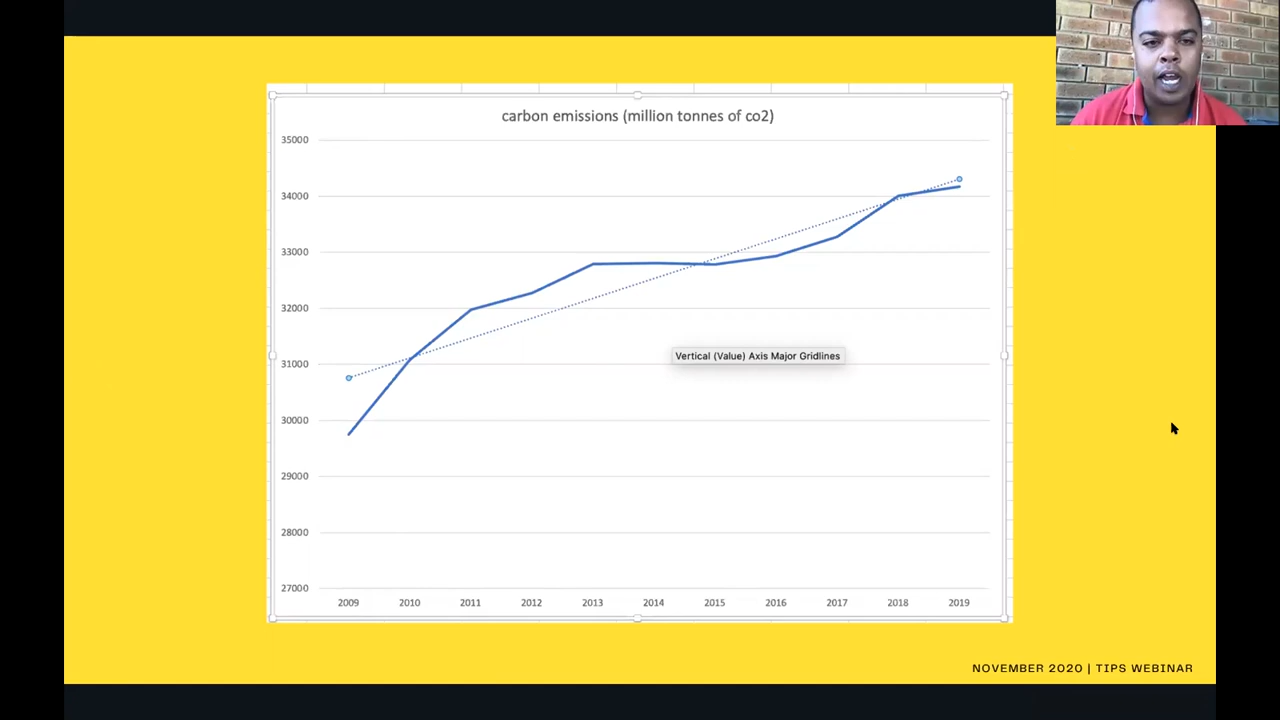 carbon emissions (million tonnes of co2)
35000
34000
33000
32000
31000
Vertical (Value) Axis Major Gridlines
30000
29000
28000
27000
2009 2010 2011 2012 2013 2014 2015 2016 2017 2018 2019
NOVEMBER 2020 | TIPS WEBINAR